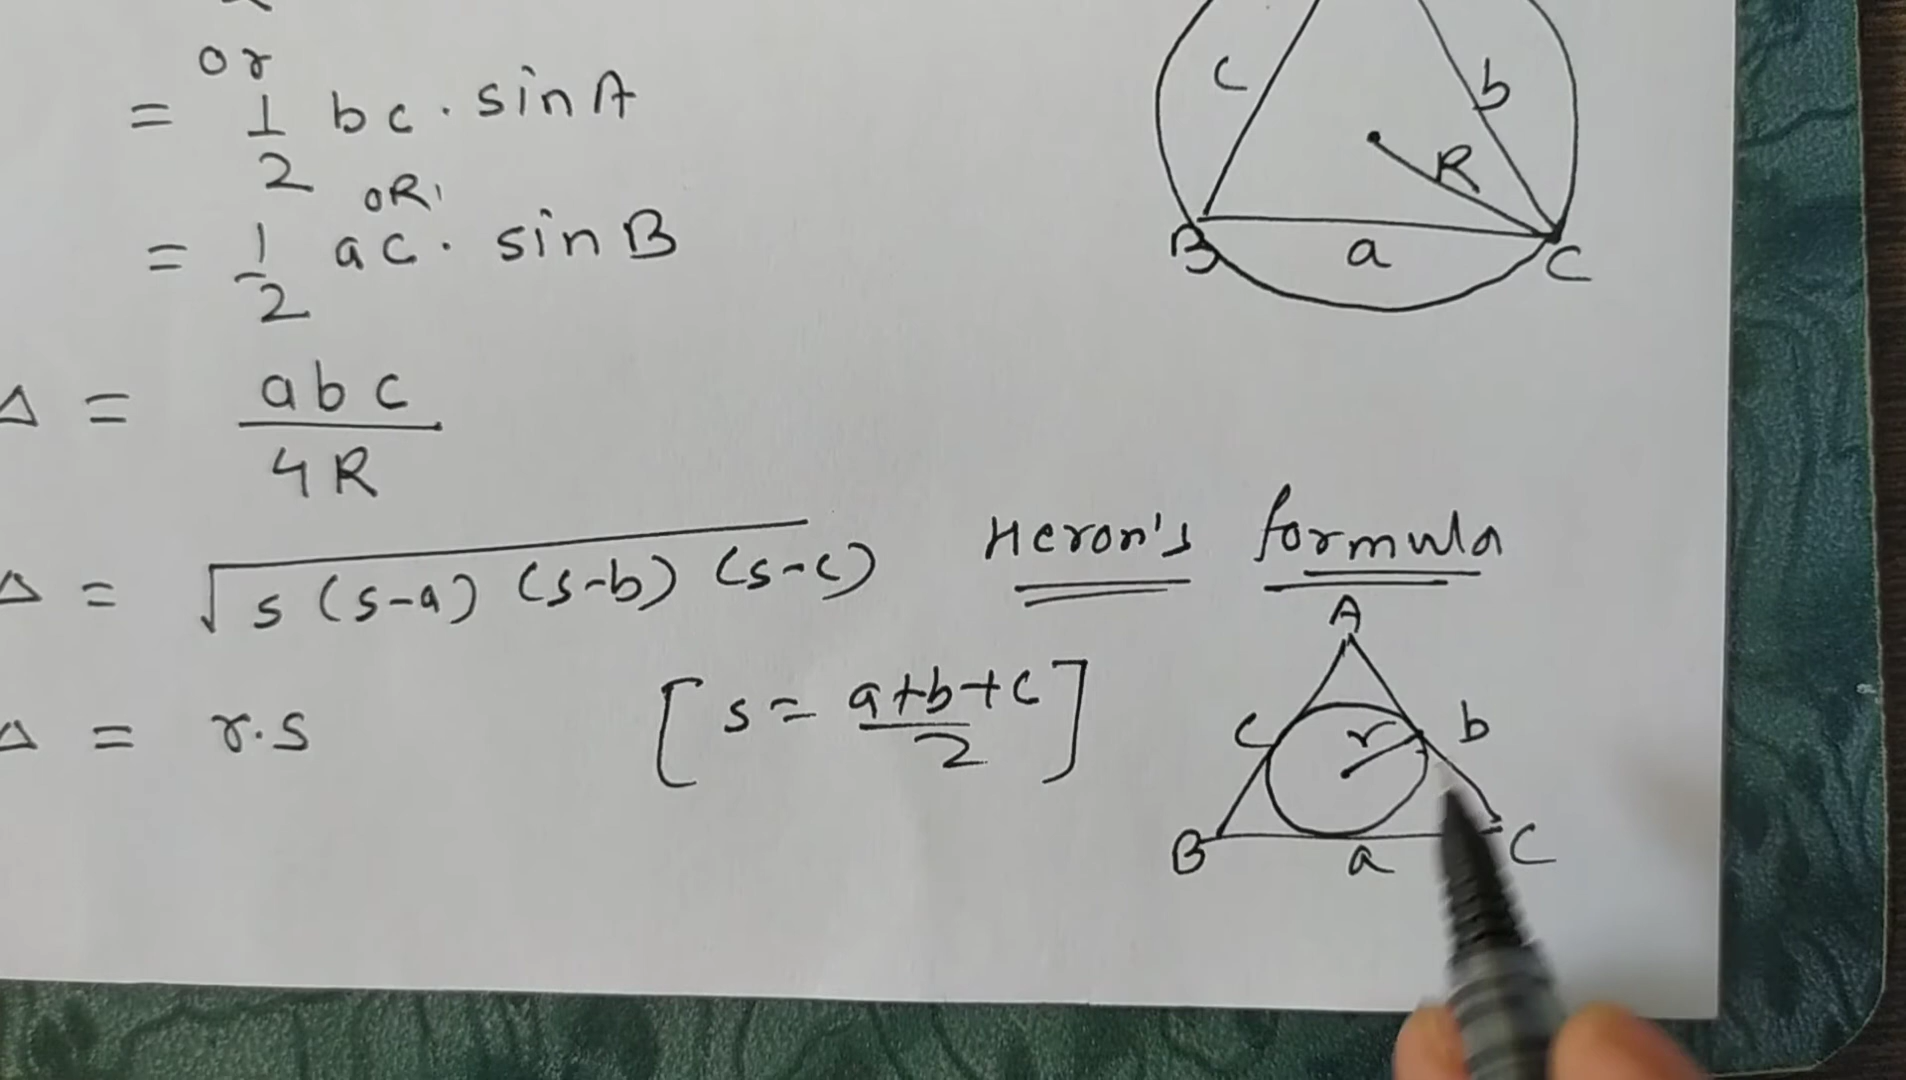 or
= 1/2 bc . sin A
OR
= 1/2 ac . sin B
Δ = abc/4R
Δ = √s(s-a)(s-b)(s-c) Heron's formula
[s = a+b+c/2]
Δ = r.s
c
b
R
B
a
C
A
c
r
b
B
a
C